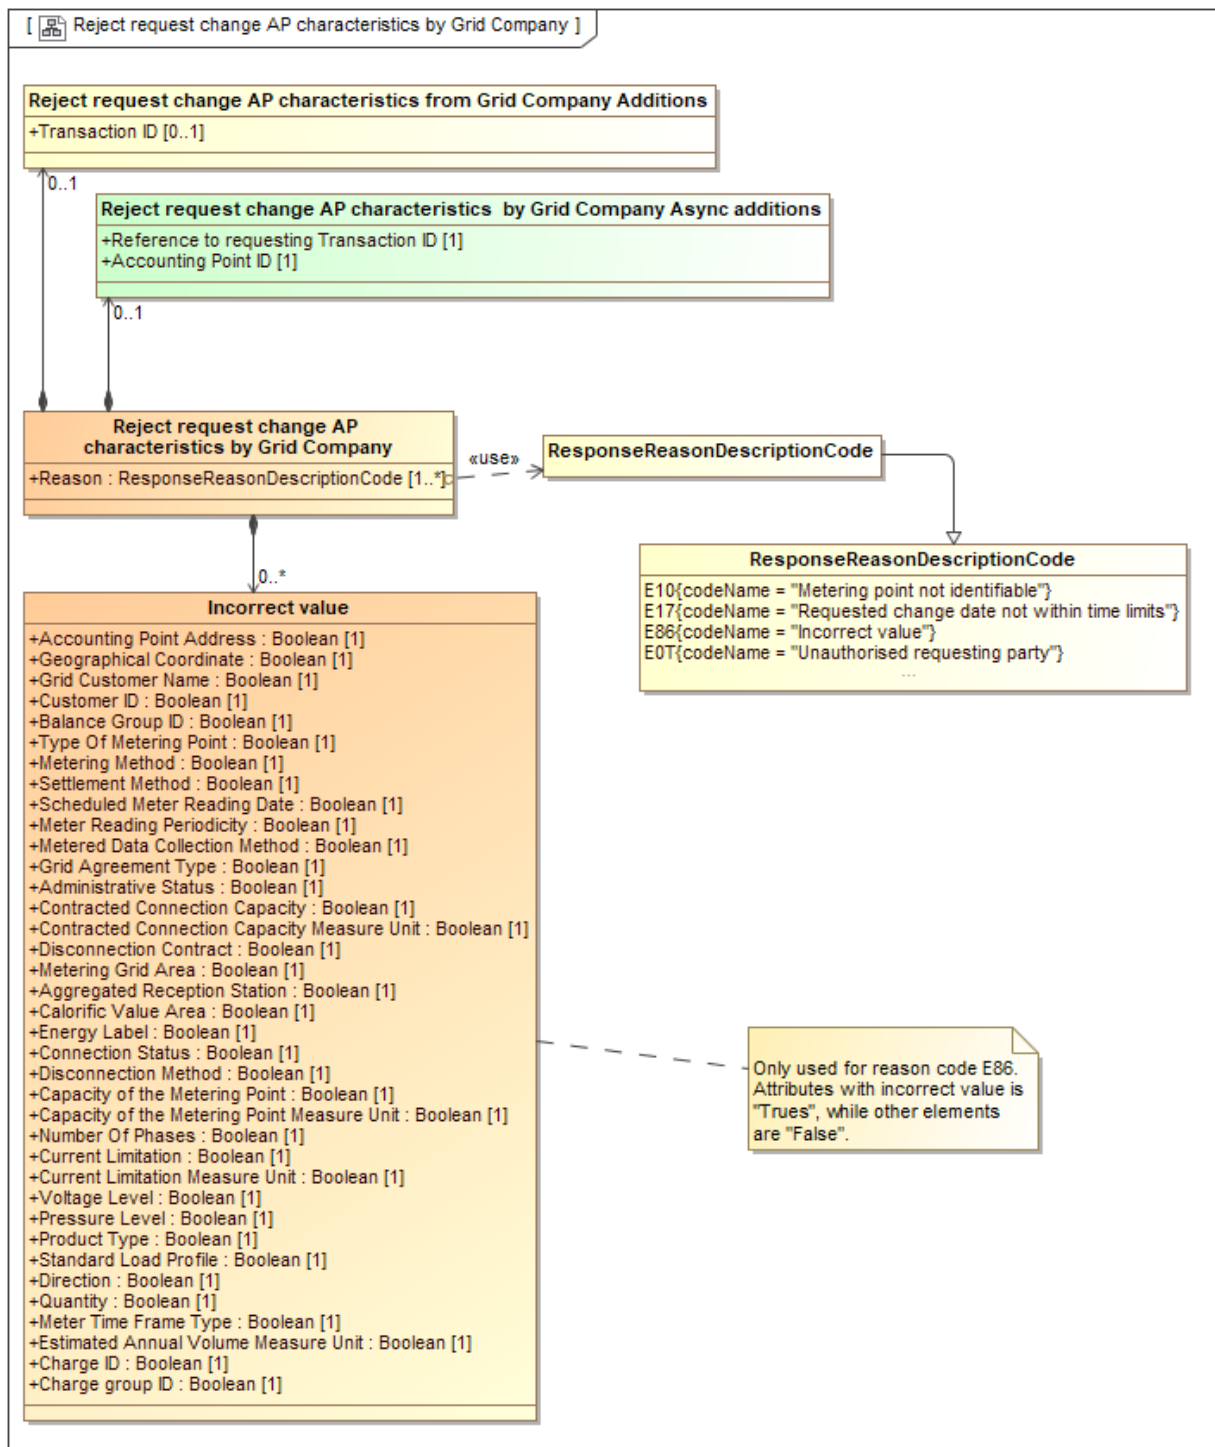 [ Reject request change AP characteristics by Grid Company ]
Reject request change AP characteristics from Grid Company Additions
+Transaction ID [0..1]
0..1
Reject request change AP characteristics  by Grid Company Async additions
+Reference to requesting Transaction ID [1]
+Accounting Point ID [1]
0..1
Reject request change AP
characteristics by Grid Company
+Reason : ResponseReasonDescriptionCode [1..*]
«use»
ResponseReasonDescriptionCode
ResponseReasonDescriptionCode
E10{codeName = "Metering point not identifiable"}
E17{codeName = "Requested change date not within time limits"}
E86{codeName = "Incorrect value"}
E0T{codeName = "Unauthorised requesting party"}
...
0..*
Incorrect value
+Accounting Point Address : Boolean [1]
+Geographical Coordinate : Boolean [1]
+Grid Customer Name : Boolean [1]
+Customer ID : Boolean [1]
+Balance Group ID : Boolean [1]
+Type Of Metering Point : Boolean [1]
+Metering Method : Boolean [1]
+Settlement Method : Boolean [1]
+Scheduled Meter Reading Date : Boolean [1]
+Meter Reading Periodicity : Boolean [1]
+Metered Data Collection Method : Boolean [1]
+Grid Agreement Type : Boolean [1]
+Administrative Status : Boolean [1]
+Contracted Connection Capacity : Boolean [1]
+Contracted Connection Capacity Measure Unit : Boolean [1]
+Disconnection Contract : Boolean [1]
+Metering Grid Area : Boolean [1]
+Aggregated Reception Station : Boolean [1]
+Calorific Value Area : Boolean [1]
+Energy Label : Boolean [1]
+Connection Status : Boolean [1]
+Disconnection Method : Boolean [1]
+Capacity of the Metering Point : Boolean [1]
+Capacity of the Metering Point Measure Unit : Boolean [1]
+Number Of Phases : Boolean [1]
+Current Limitation : Boolean [1]
+Current Limitation Measure Unit : Boolean [1]
+Voltage Level : Boolean [1]
+Pressure Level : Boolean [1]
+Product Type : Boolean [1]
+Standard Load Profile : Boolean [1]
+Direction : Boolean [1]
+Quantity : Boolean [1]
+Meter Time Frame Type : Boolean [1]
+Estimated Annual Volume Measure Unit : Boolean [1]
+Charge ID : Boolean [1]
+Charge group ID : Boolean [1]
Only used for reason code E86.
Attributes with incorrect value is
"Trues", while other elements
are "False".